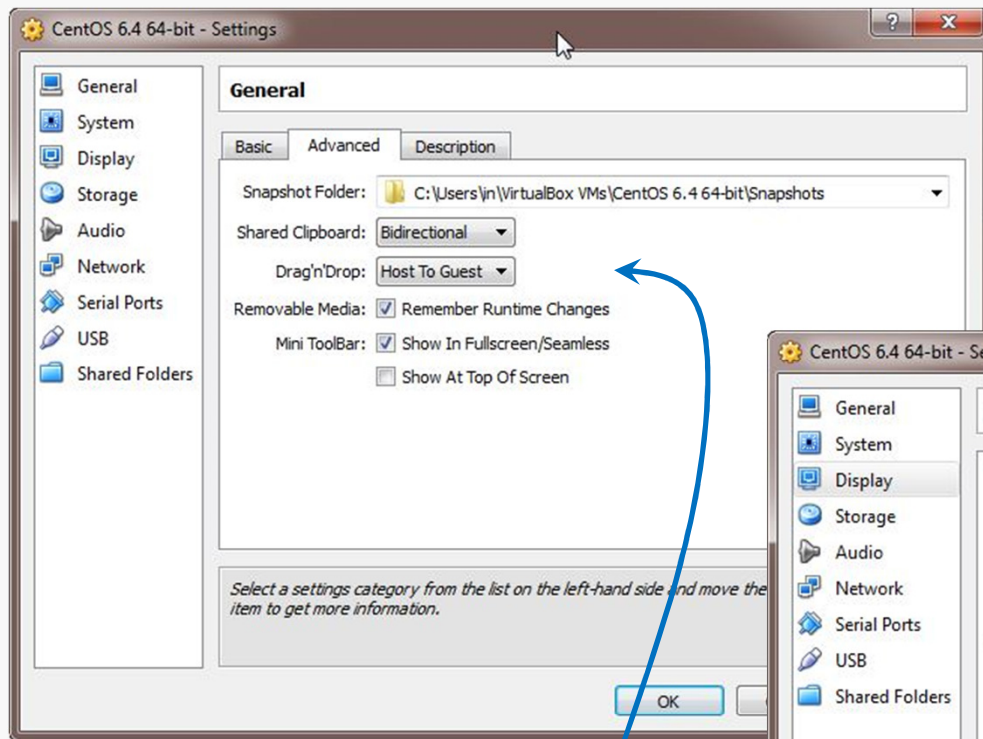 CentOS 6.4 64-bit - Settings
?
General
System
Display
Storage
Audio
Network
Serial Ports
USB
Shared Folders
General
Basic
Advanced
Description
Snapshot Folder: C:\Users\in\VirtualBox VMs\CentOS 6.4 64-bit\Snapshots
Shared Clipboard: Bidirectional
Drag'n'Drop: Host To Guest
Removable Media: Remember Runtime Changes
Mini ToolBar: Show In Fullscreen/Seamless
Show At Top Of Screen
Select a settings category from the list on the left-hand side and move the
item to get more information.
OK
CentOS 6.4 64-bit -
General
System
Display
Storage
Audio
Network
Serial Ports
USB
Shared Folders